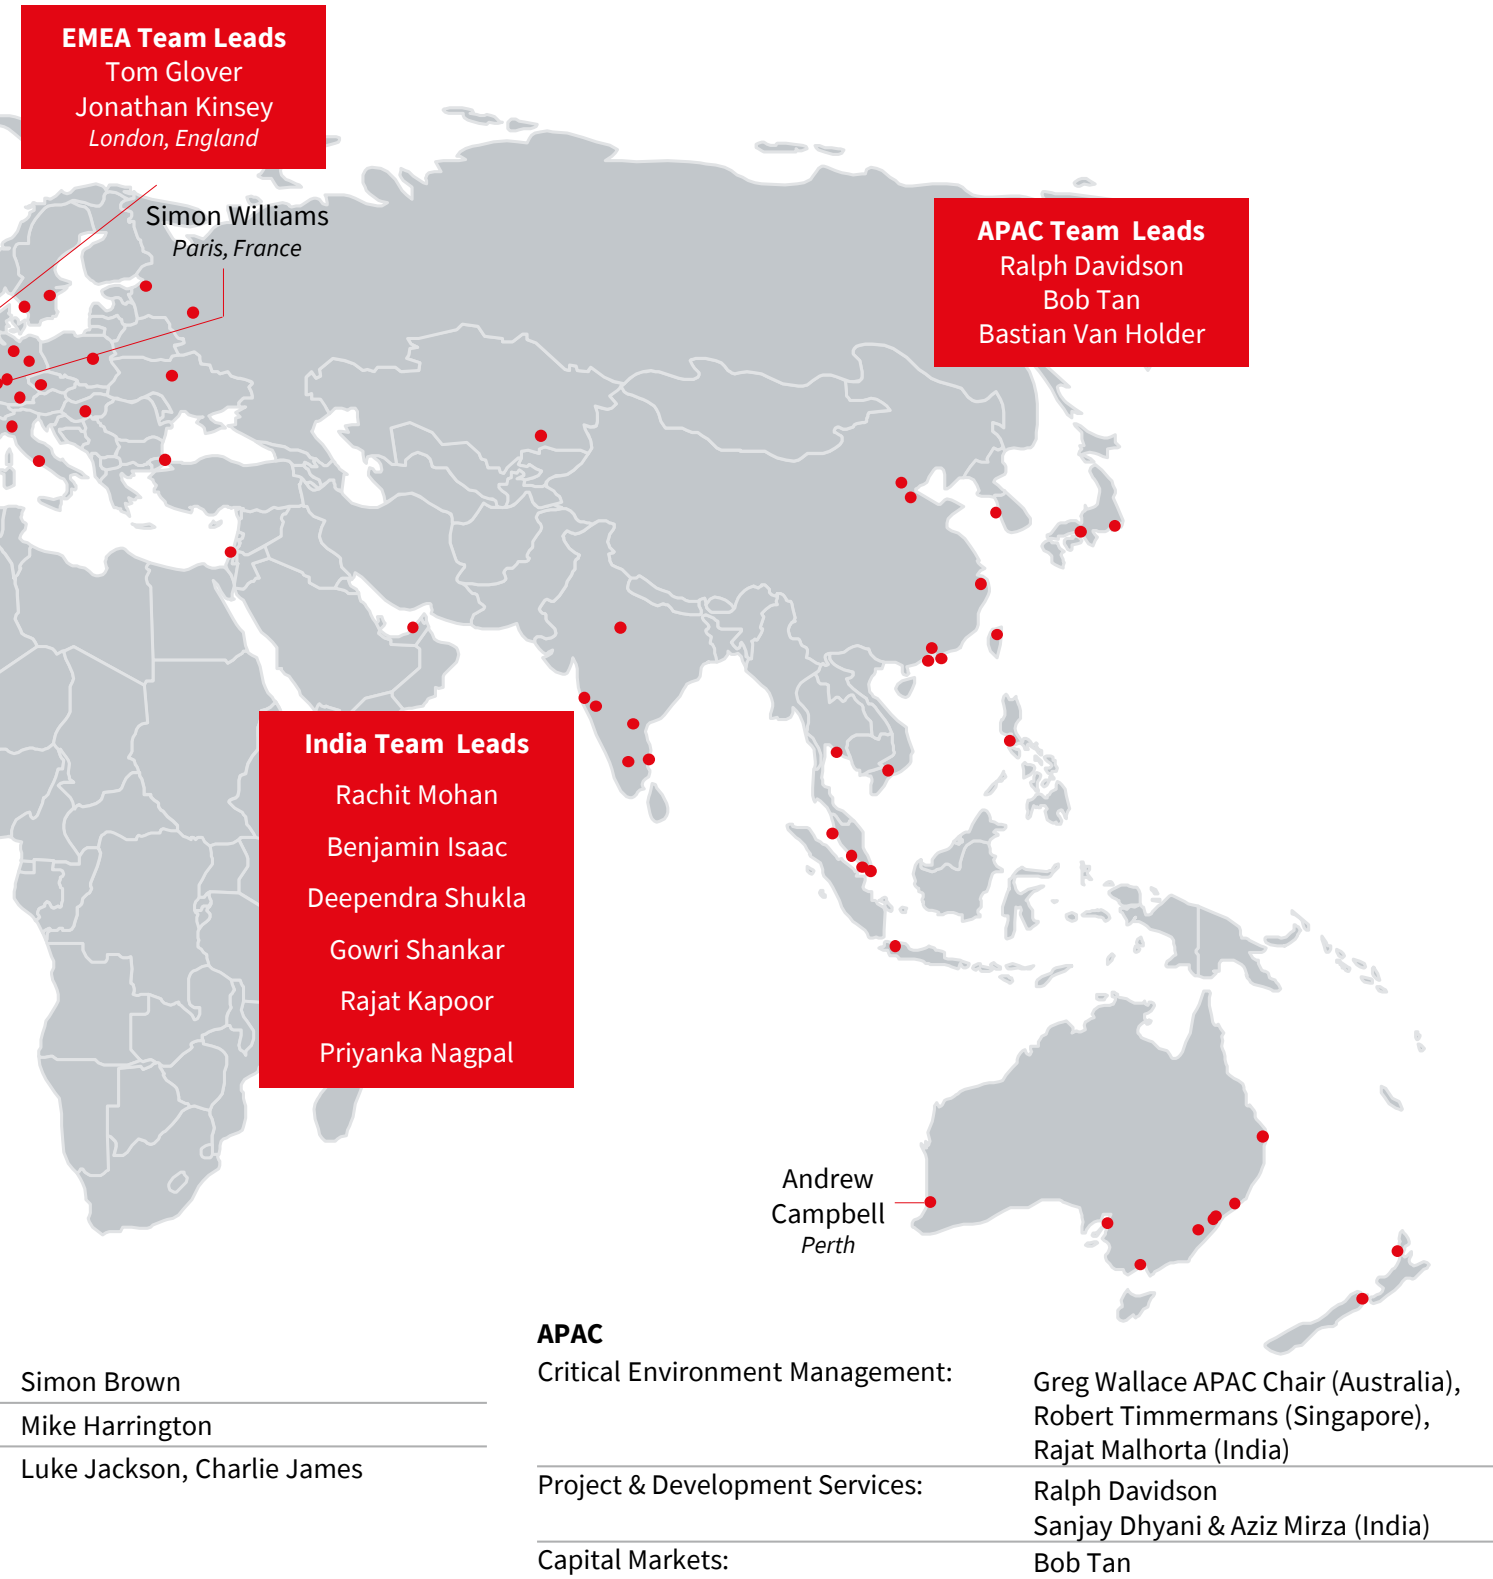 EMEA Team Leads
Tom Glover
Jonathan Kinsey
London, England
Simon Williams
Paris, France
APAC Team  Leads
Ralph Davidson
Bob Tan
Bastian Van Holder
India Team  Leads
Rachit Mohan
Benjamin Isaac
Deependra Shukla
Gowri Shankar
Rajat Kapoor
Priyanka Nagpal
Andrew
Campbell
Perth
Simon Brown
Mike Harrington
Luke Jackson, Charlie James
APAC
Critical Environment Management:
Greg Wallace APAC Chair (Australia),
Robert Timmermans (Singapore),
Rajat Malhorta (India)
Project & Development Services:
Ralph Davidson
Sanjay Dhyani & Aziz Mirza (India)
Capital Markets:
Bob Tan